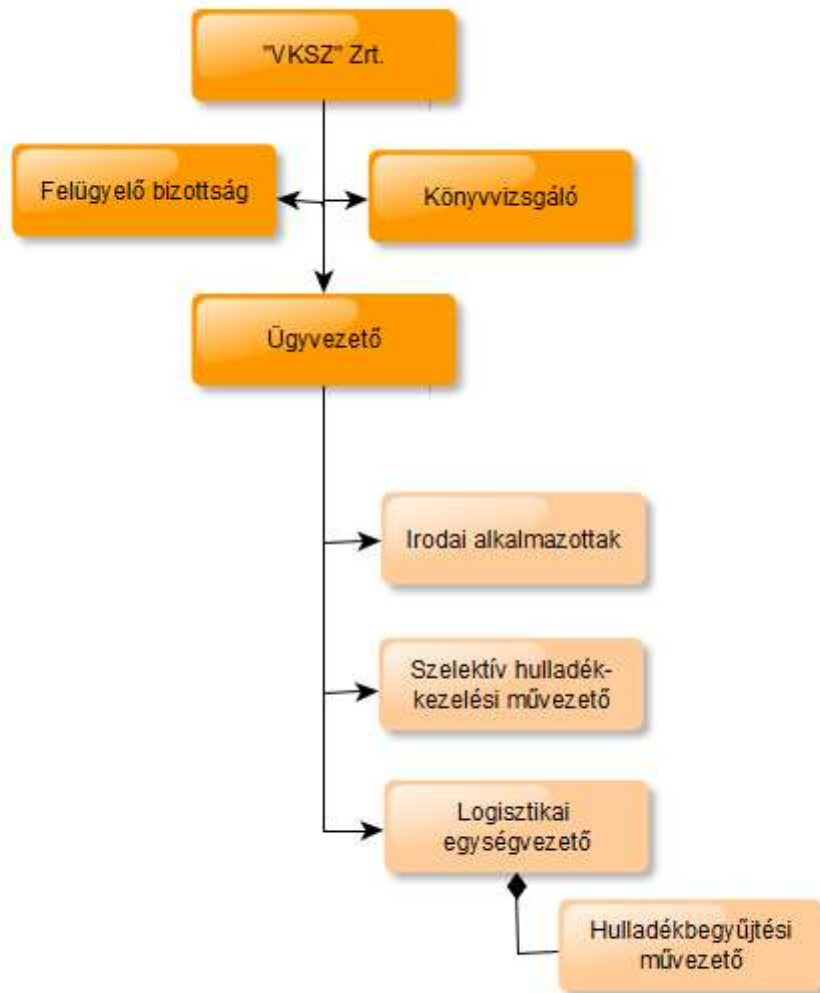 "VKSZ" Zrt.
Felügyelő bizottság
Könyvvizsgáló
Ügyvezető
Irodai alkalmazottak
Szelektív hulladék-
kezelési művezető
Logisztikai
egységvezető
Hulladékbegyűjtési
művezető